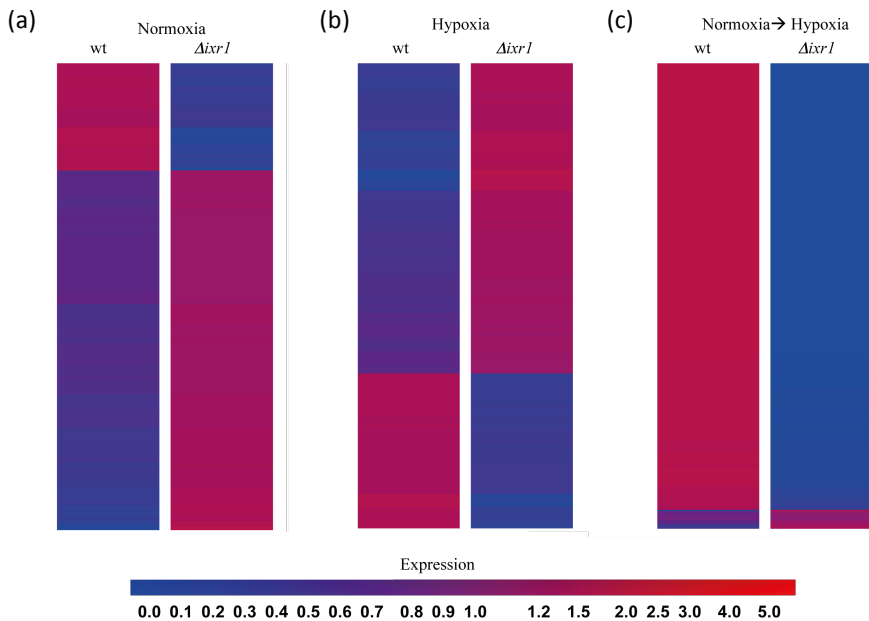 (a)
Normoxia
wt Δixr1
(b)
Hypoxia
wt Δixr1
(c)
Normoxia→ Hypoxia
wt Δixr1
Expression
0.0 0.1 0.2 0.3 0.4 0.5 0.6 0.7 0.8 0.9 1.0 1.2 1.5 2.0 2.5 3.0 4.0 5.0